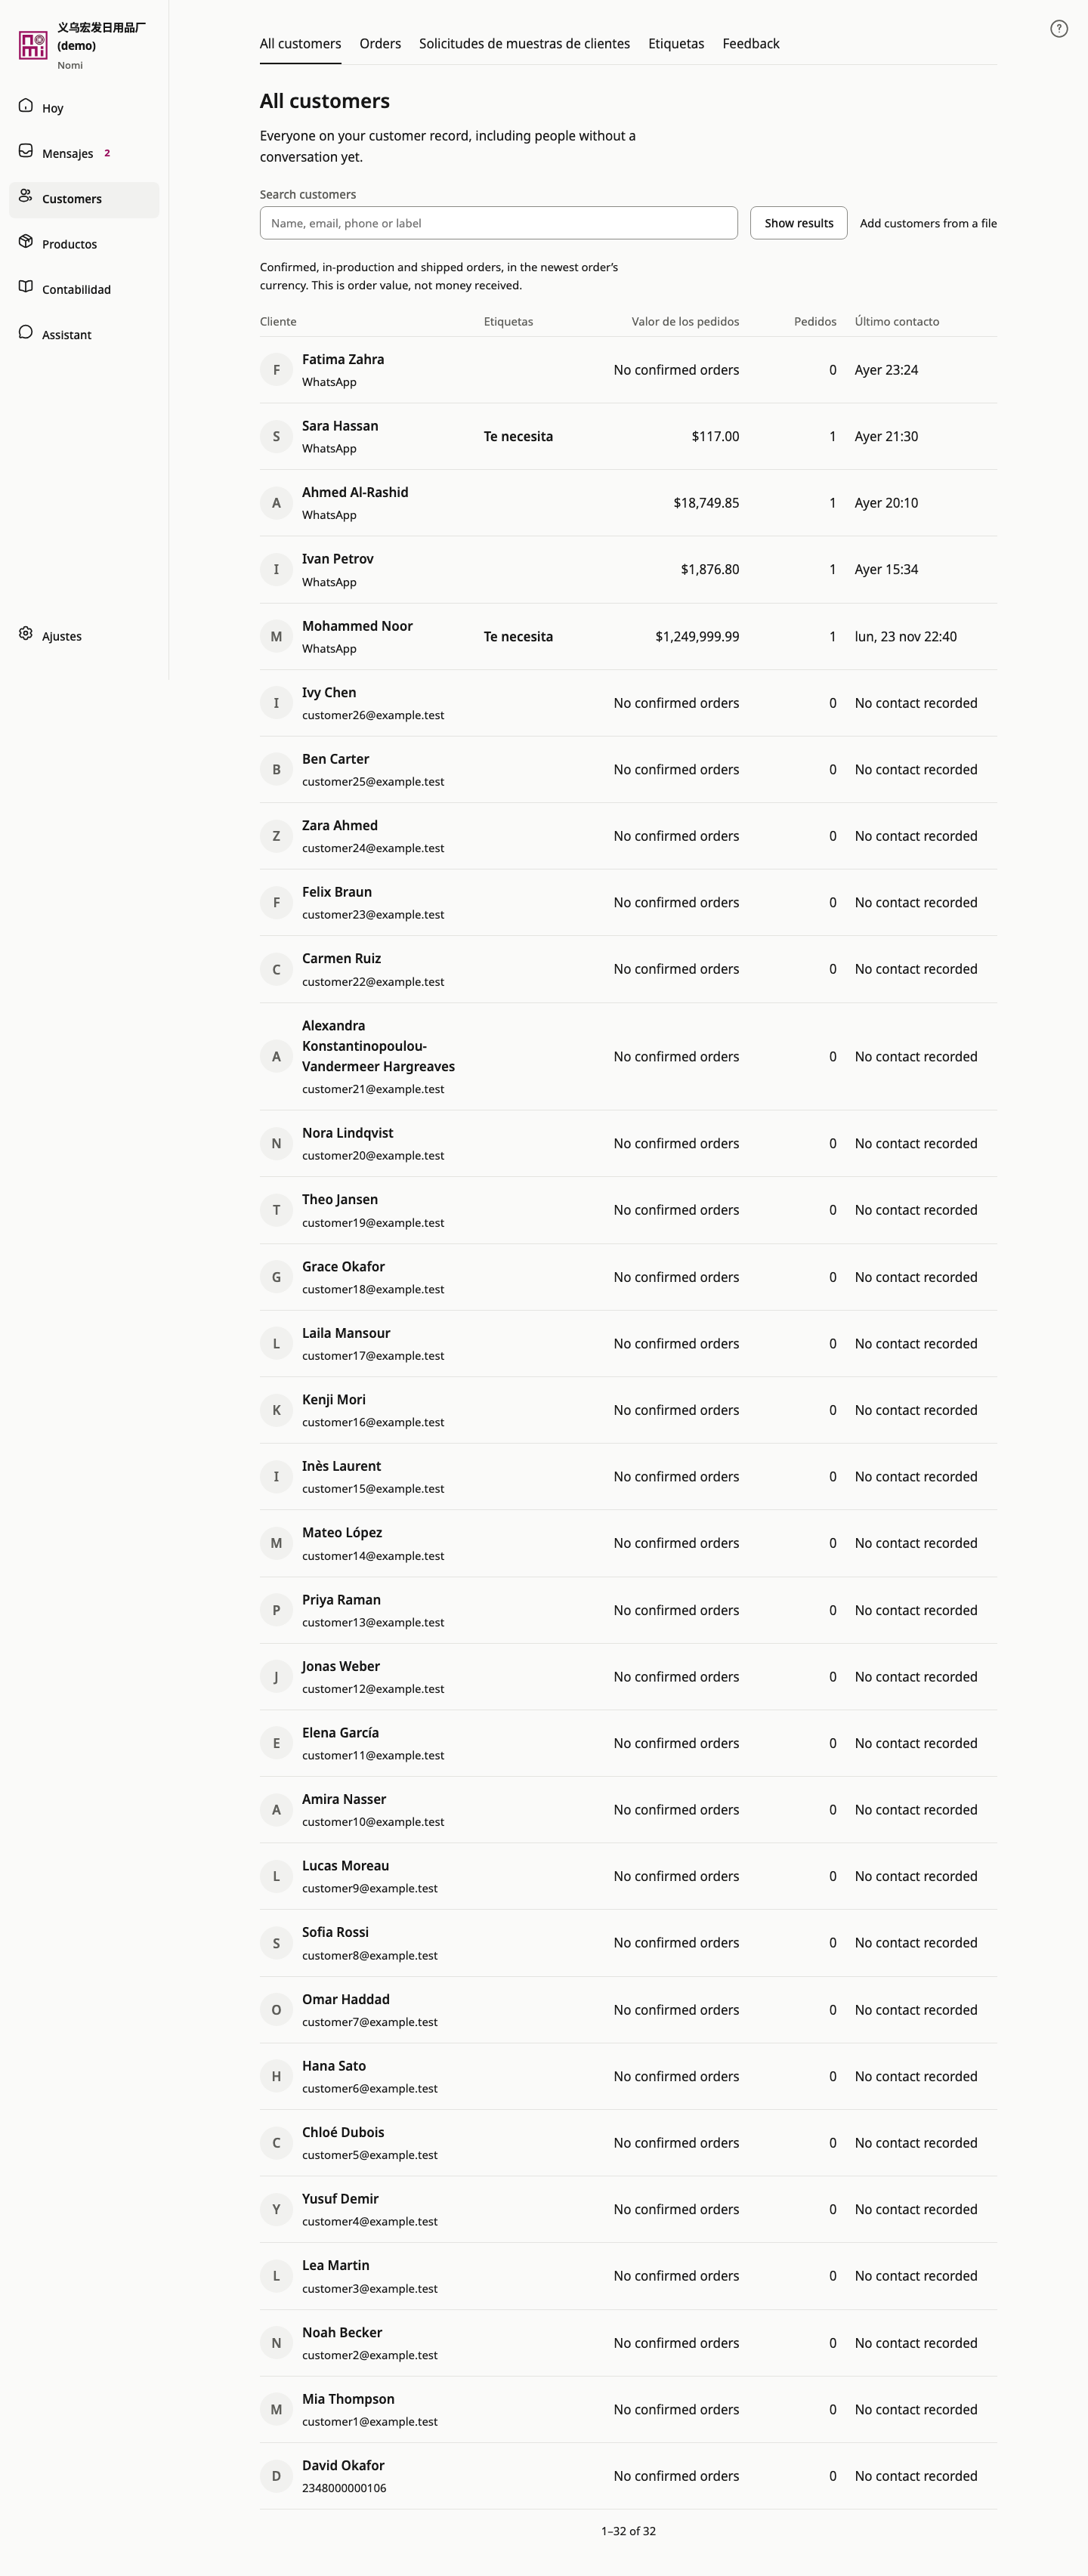 义乌宏发日用品厂
(demo)
Nomi
Hoy
Mensajes 2
Customers
Productos
Contabilidad
Assistant
Ajustes
All customers Orders Solicitudes de muestras de clientes Etiquetas Feedback
All customers
Everyone on your customer record, including people without a
conversation yet.
Search customers
Name, email, phone or label Show results Add customers from a file
Confirmed, in-production and shipped orders, in the newest order's
currency. This is order value, not money received.
Cliente Etiquetas Valor de los pedidos Pedidos Último contacto
F Fatima Zahra No confirmed orders 0 Ayer 23:24
WhatsApp
S Sara Hassan Te necesita $117.00 1 Ayer 21:30
WhatsApp
A Ahmed Al-Rashid $18,749.85 1 Ayer 20:10
WhatsApp
I Ivan Petrov $1,876.80 1 Ayer 15:34
WhatsApp
M Mohammed Noor Te necesita $1,249,999.99 1 lun, 23 nov 22:40
WhatsApp
I Ivy Chen No confirmed orders 0 No contact recorded
customer26@example.test
B Ben Carter No confirmed orders 0 No contact recorded
customer25@example.test
Z Zara Ahmed No confirmed orders 0 No contact recorded
customer24@example.test
F Felix Braun No confirmed orders 0 No contact recorded
customer23@example.test
C Carmen Ruiz No confirmed orders 0 No contact recorded
customer22@example.test
Alexandra
Konstantinopoulou-
A Vandermeer Hargreaves No confirmed orders 0 No contact recorded
customer21@example.test
N Nora Lindqvist No confirmed orders 0 No contact recorded
customer20@example.test
T Theo Jansen No confirmed orders 0 No contact recorded
customer19@example.test
G Grace Okafor No confirmed orders 0 No contact recorded
customer18@example.test
L Laila Mansour No confirmed orders 0 No contact recorded
customer17@example.test
K Kenji Mori No confirmed orders 0 No contact recorded
customer16@example.test
I Inès Laurent No confirmed orders 0 No contact recorded
customer15@example.test
M Mateo López No confirmed orders 0 No contact recorded
customer14@example.test
P Priya Raman No confirmed orders 0 No contact recorded
customer13@example.test
J Jonas Weber No confirmed orders 0 No contact recorded
customer12@example.test
E Elena García No confirmed orders 0 No contact recorded
customer11@example.test
A Amira Nasser No confirmed orders 0 No contact recorded
customer10@example.test
L Lucas Moreau No confirmed orders 0 No contact recorded
customer9@example.test
S Sofia Rossi No confirmed orders 0 No contact recorded
customer8@example.test
O Omar Haddad No confirmed orders 0 No contact recorded
customer7@example.test
H Hana Sato No confirmed orders 0 No contact recorded
customer6@example.test
C Chloé Dubois No confirmed orders 0 No contact recorded
customer5@example.test
Y Yusuf Demir No confirmed orders 0 No contact recorded
customer4@example.test
L Lea Martin No confirmed orders 0 No contact recorded
customer3@example.test
N Noah Becker No confirmed orders 0 No contact recorded
customer2@example.test
M Mia Thompson No confirmed orders 0 No contact recorded
customer1@example.test
D David Okafor No confirmed orders 0 No contact recorded
2348000000106
1–32 of 32